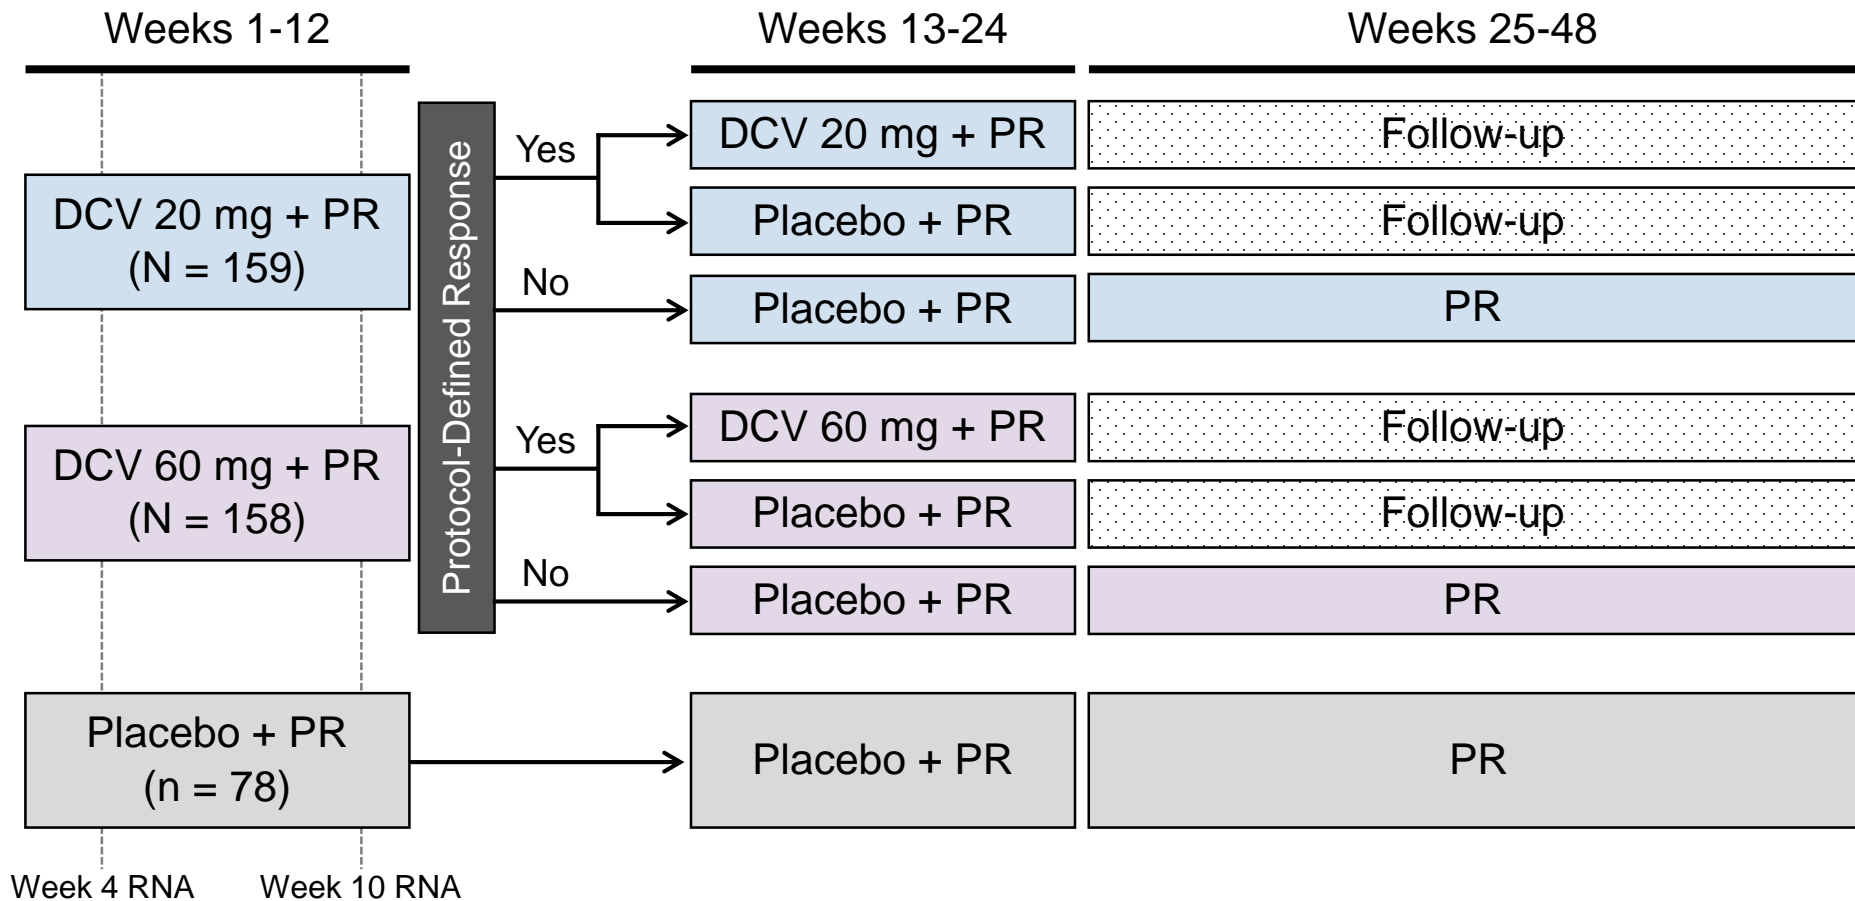 Weeks 1-12
Weeks 13-24
Weeks 25-48
DCV 20 mg + PR
(N = 159)
DCV 60 mg + PR
(N = 158)
Placebo + PR
(n = 78)
Week 4 RNA
Week 10 RNA
Protocol-Defined Response
Yes
No
Yes
No
DCV 20 mg + PR
Follow-up
Placebo + PR
Follow-up
Placebo + PR
PR
DCV 60 mg + PR
Follow-up
Placebo + PR
Follow-up
Placebo + PR
PR
Placebo + PR
PR